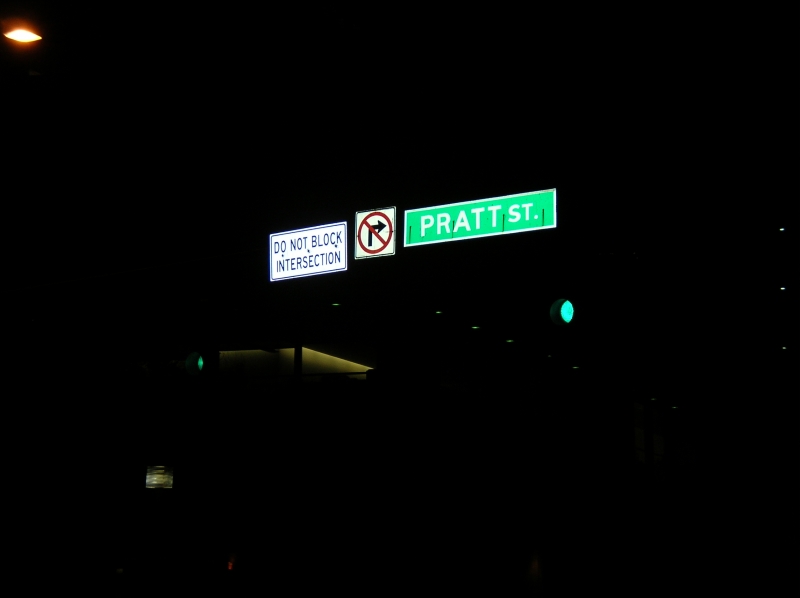 DO NOT BLOCK
INTERSECTION
PRATT ST.